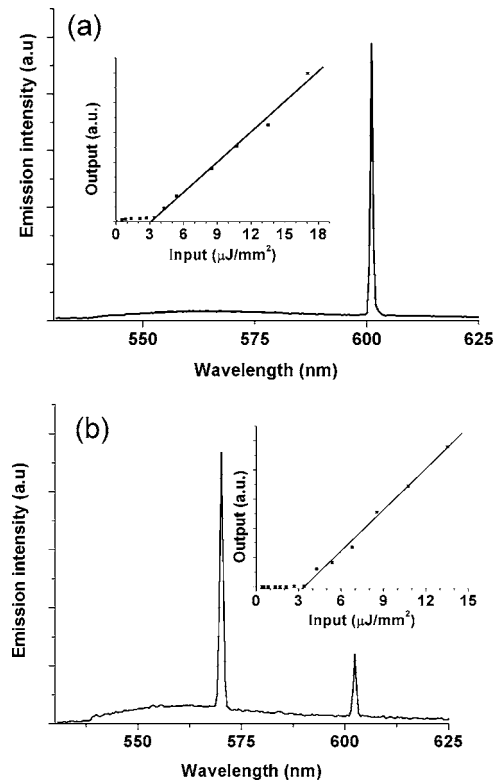 (a)
Emission intensity (a.u)
Output (a.u.)
0 3 6 9 12 15 18
Input (μJ/mm²)
550 575 600 625
Wavelength (nm)
(b)
Emission intensity (a.u)
Output (a.u.)
0 3 6 9 12 15
Input (μJ/mm²)
550 575 600 625
Wavelength (nm)